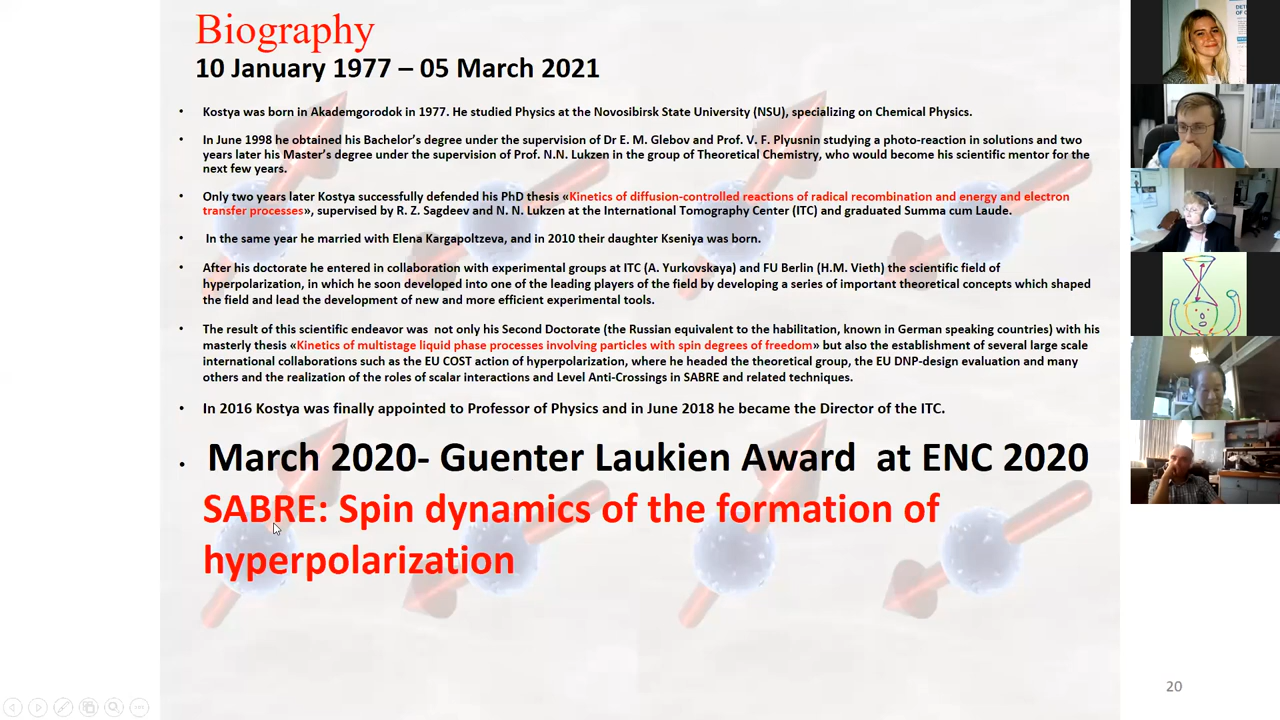 Biography
10 January 1977 – 05 March 2021
• Kostya was born in Akademgorodok in 1977. He studied Physics at the Novosibirsk State University (NSU), specializing on Chemical Physics.
• In June 1998 he obtained his Bachelor's degree under the supervision of Dr E. M. Glebov and Prof. V. F. Plyusnin studying a photo-reaction in solutions and two
years later his Master's degree under the supervision of Prof. N.N. Lukzen in the group of Theoretical Chemistry, who would become his scientific mentor for the
next few years.
• Only two years later Kostya successfully defended his PhD thesis «Kinetics of diffusion-controlled reactions of radical recombination and energy and electron
transfer processes», supervised by R. Z. Sagdeev and N. N. Lukzen at the International Tomography Center (ITC) and graduated Summa cum Laude.
• In the same year he married with Elena Kargapoltzeva, and in 2010 their daughter Kseniya was born.
• After his doctorate he entered in collaboration with experimental groups at ITC (A. Yurkovskaya) and FU Berlin (H.M. Vieth) the scientific field of
hyperpolarization, in which he soon developed into one of the leading players of the field by developing a series of important theoretical concepts which shaped
the field and lead the development of new and more efficient experimental tools.
• The result of this scientific endeavor was not only his Second Doctorate (the Russian equivalent to the habilitation, known in German speaking countries) with his
masterly thesis «Kinetics of multistage liquid phase processes involving particles with spin degrees of freedom» but also the establishment of several large scale
international collaborations such as the EU COST action of hyperpolarization, where he headed the theoretical group, the EU DNP-design evaluation and many
others and the realization of the roles of scalar interactions and Level Anti-Crossings in SABRE and related techniques.
• In 2016 Kostya was finally appointed to Professor of Physics and in June 2018 he became the Director of the ITC.
• March 2020- Guenter Laukien Award at ENC 2020
SABRE: Spin dynamics of the formation of
hyperpolarization
20